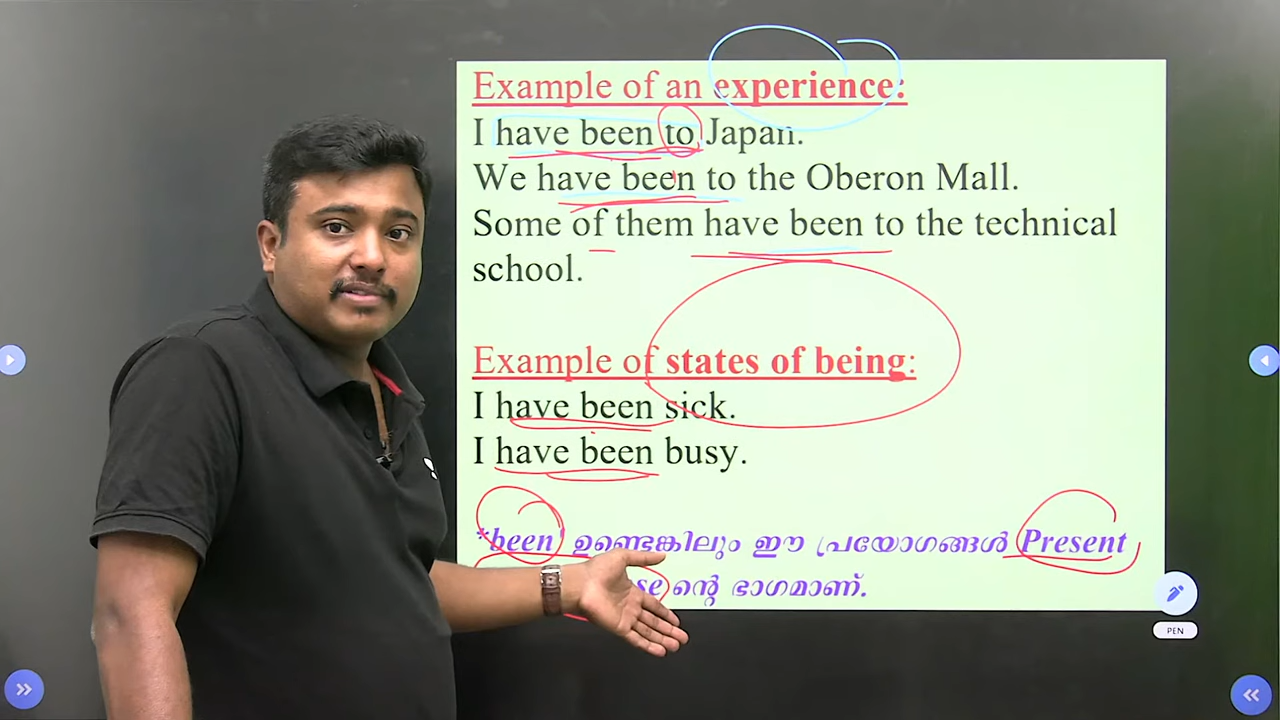 Example of an experience:
I have been to Japan.
We have been to the Oberon Mall.
Some of them have been to the technical
school.
Example of states of being:
I have been sick.
I have been busy.
*been' ഉണ്ടെങ്കിലും ഈ പ്രയോഗങ്ങൾ Present
ന്റെ ഭാഗമാണ്.
PEN